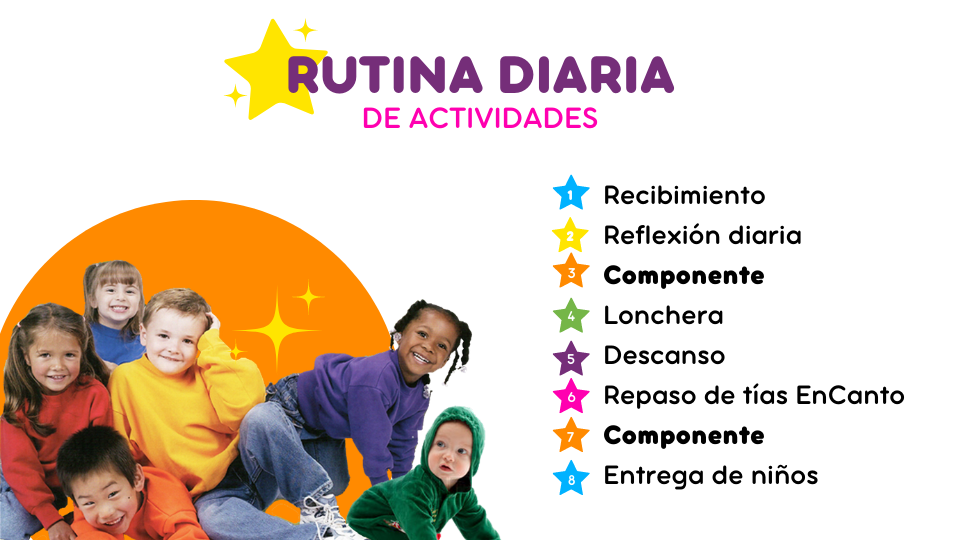 RUTINA DIARIA
DE ACTIVIDADES
1 Recibimiento
2 Reflexión diaria
3 Componente
4 Lonchera
5 Descanso
6 Repaso de tías EnCanto
7 Componente
8 Entrega de niños